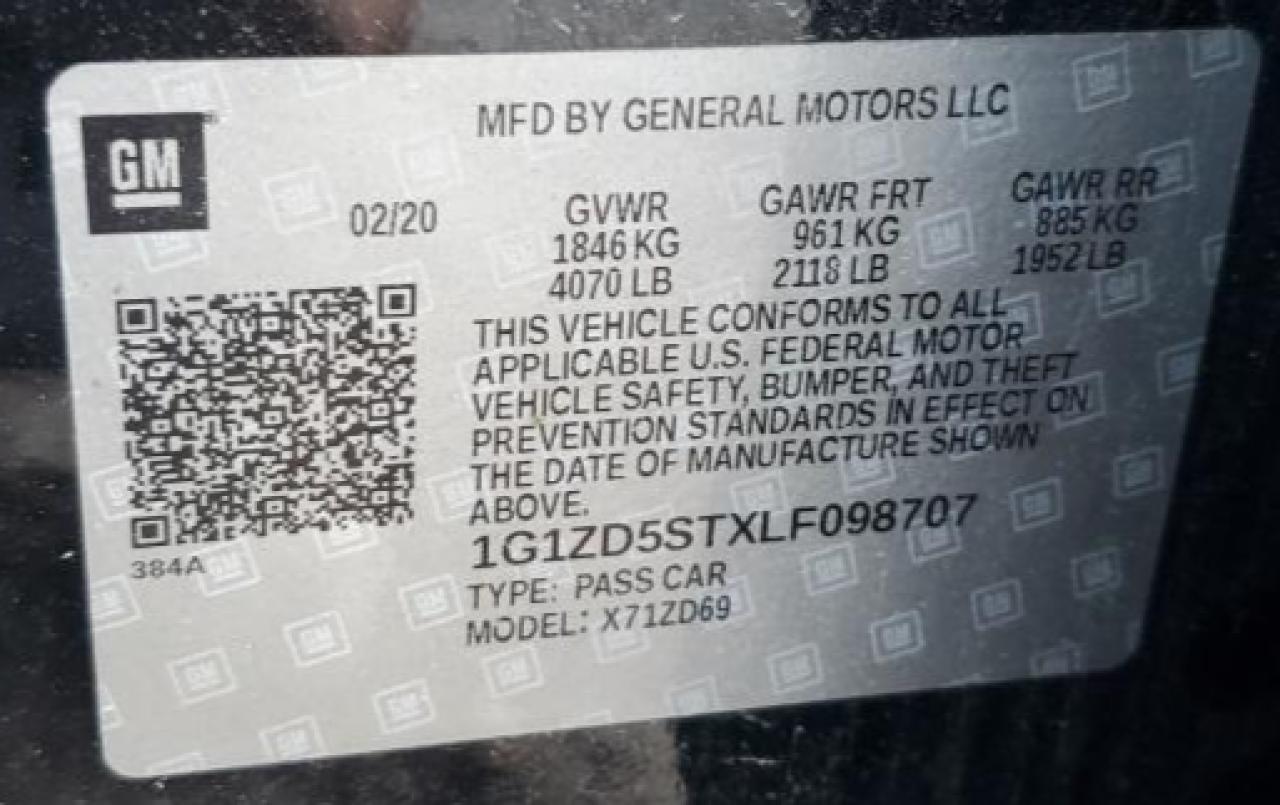 GM
MFD BY GENERAL MOTORS LLC
02/20
GVWR
1846 KG
4070 LB
GAWR FRT
961 KG
2118 LB
GAWR RR
885 KG
1952 LB
THIS VEHICLE CONFORMS TO ALL
APPLICABLE U.S. FEDERAL MOTOR
VEHICLE SAFETY, BUMPER, AND THEFT
PREVENTION STANDARDS IN EFFECT ON
THE DATE OF MANUFACTURE SHOWN
ABOVE.
1G1ZD5STXLF098707
TYPE: PASS CAR
MODEL: X71ZD69
384A